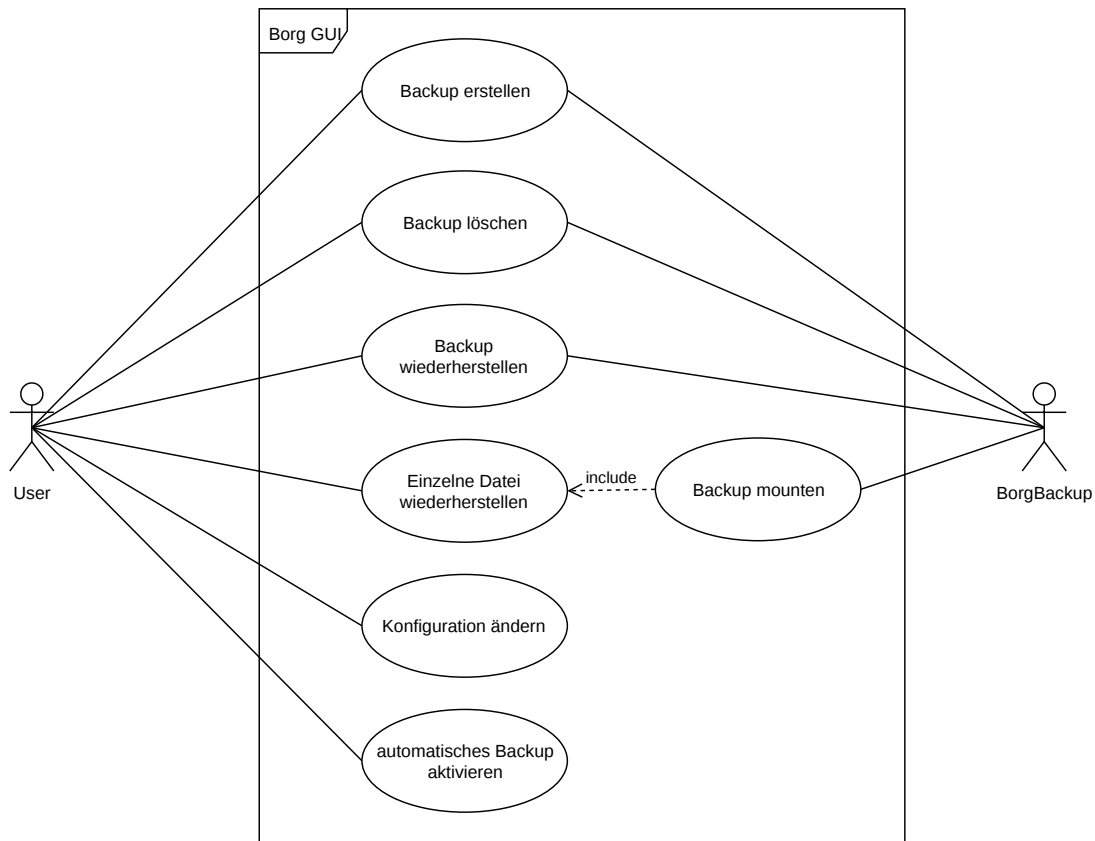 Borg GUI
Backup erstellen
Backup löschen
Backup
wiederherstellen
Einzelne Datei
wiederherstellen
include
Backup mounten
User
BorgBackup
Konfiguration ändern
automatisches Backup
aktivieren